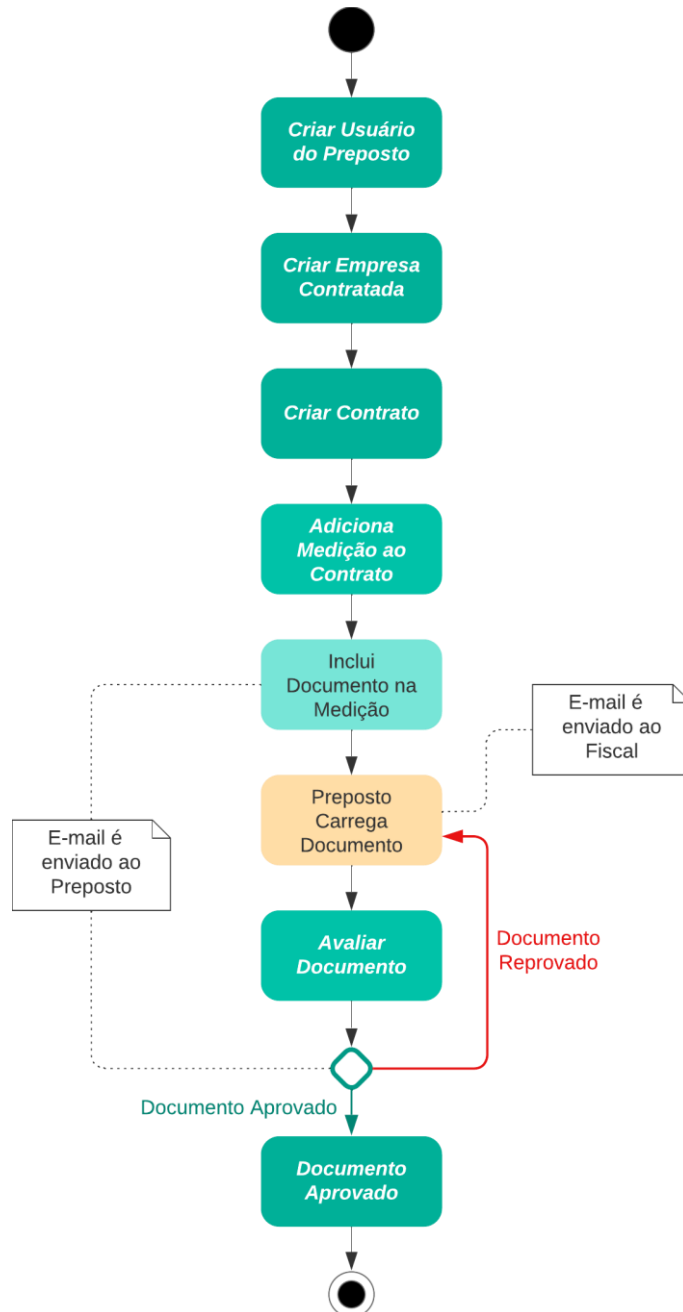 Criar Usuário
do Preposto
Criar Empresa
Contratada
Criar Contrato
Adiciona
Medição ao
Contrato
Inclui
Documento na
Medição
E-mail é
enviado ao
Fiscal
Preposto
Carrega
Documento
E-mail é
enviado ao
Preposto
Avaliar
Documento
Documento
Reprovado
Documento Aprovado
Documento
Aprovado